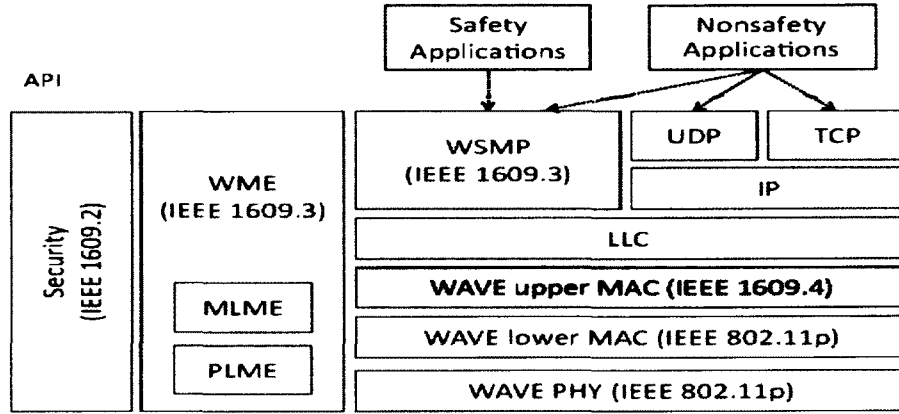 Safety
Applications
Nonsafety
Applications
API
Security
(IEEE 1609.2)
WME
(IEEE 1609.3)
MLME
PLME
WSMP
(IEEE 1609.3)
UDP
TCP
IP
LLC
WAVE upper MAC (IEEE 1609.4)
WAVE lower MAC (IEEE 802.11p)
WAVE PHY (IEEE 802.11p)